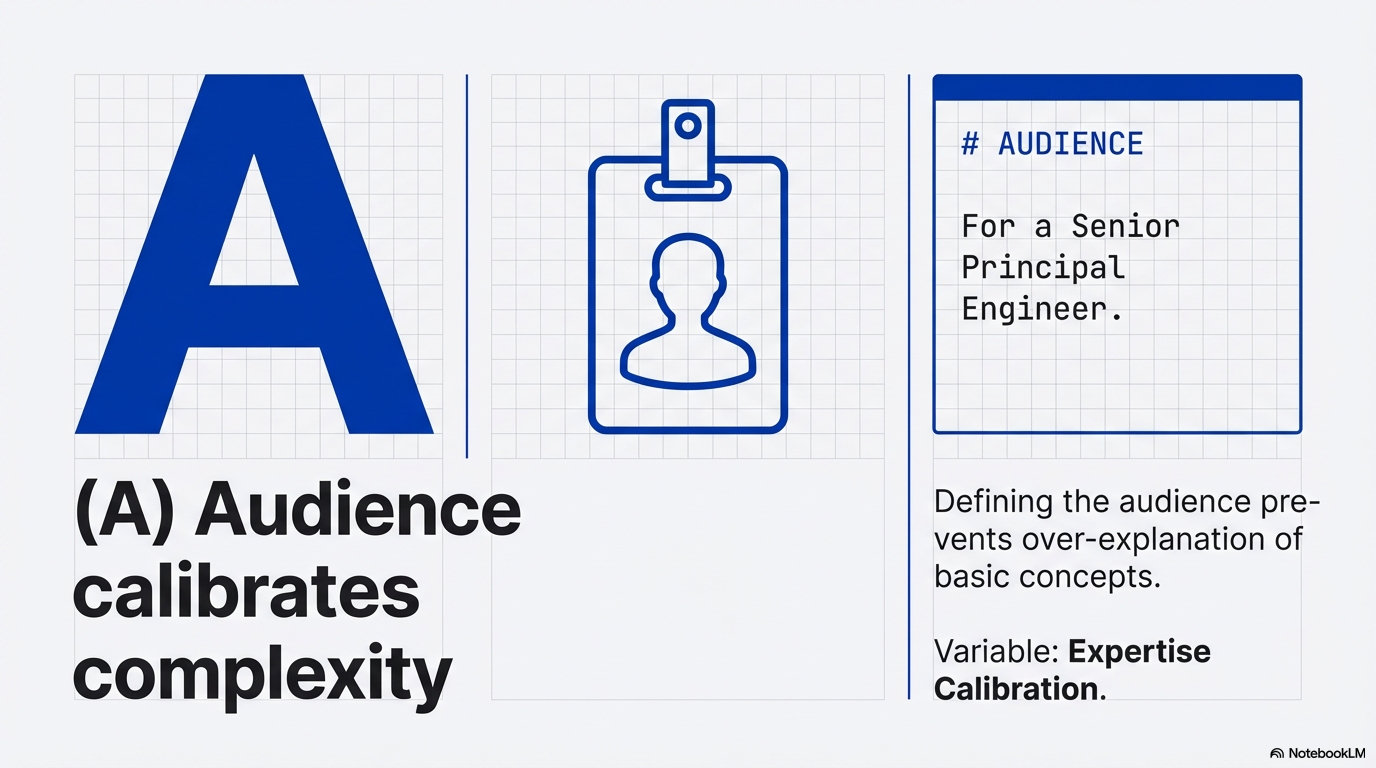 A
(A) Audience
calibrates
complexity
# AUDIENCE
For a Senior
Principal
Engineer.
Defining the audience pre-
vents over-explanation of
basic concepts.
Variable: Expertise
Calibration.
NotebookLM